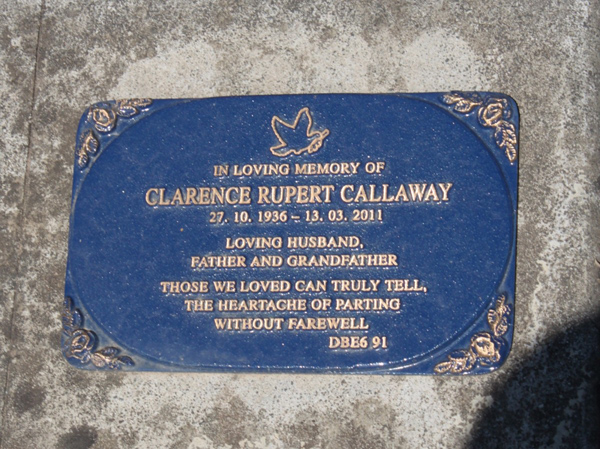 IN LOVING MEMORY OF
CLARENCE RUPERT CALLAWAY
27. 10. 1936 – 13. 03. 2011
LOVING HUSBAND,
FATHER AND GRANDFATHER
THOSE WE LOVED CAN TRULY TELL,
THE HEARTACHE OF PARTING
WITHOUT FAREWELL
DBE6 91